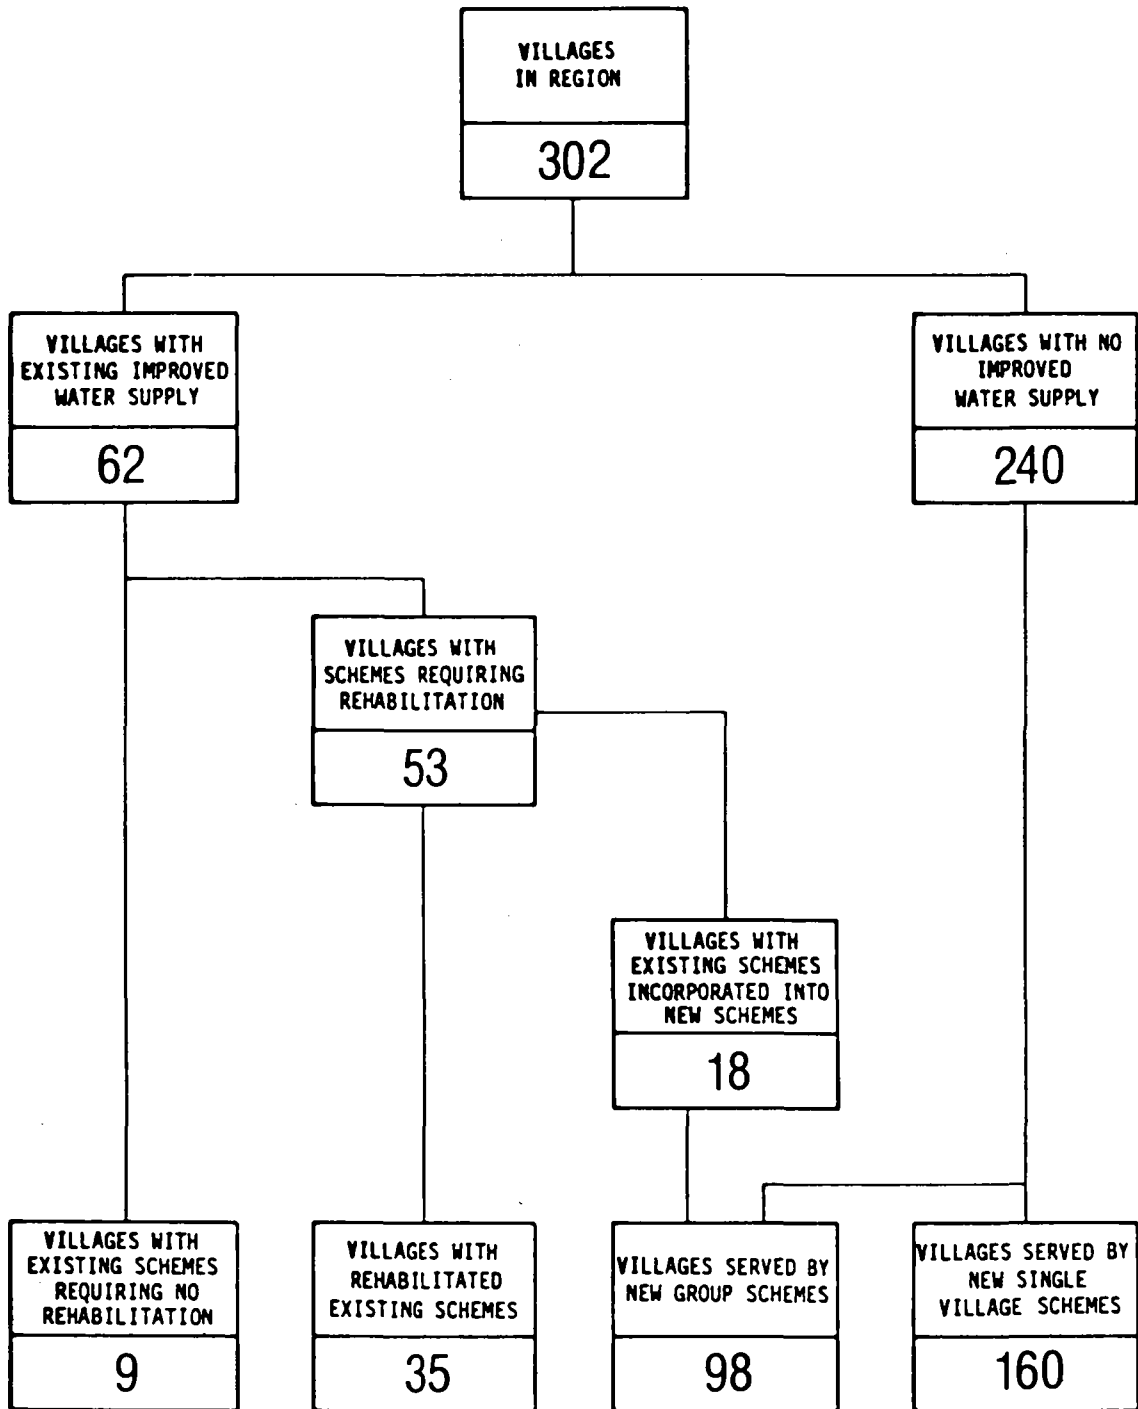 VILLAGES
IN REGION
302
VILLAGES WITH
EXISTING IMPROVED
WATER SUPPLY
62
VILLAGES WITH NO
IMPROVED
WATER SUPPLY
240
VILLAGES WITH
SCHEMES REQUIRING
REHABILITATION
53
VILLAGES WITH
EXISTING SCHEMES
INCORPORATED INTO
NEW SCHEMES
18
VILLAGES WITH
EXISTING SCHEMES
REQUIRING NO
REHABILITATION
9
VILLAGES WITH
REHABILITATED
EXISTING SCHEMES
35
VILLAGES SERVED BY
NEW GROUP SCHEMES
98
VILLAGES SERVED BY
NEW SINGLE
VILLAGE SCHEMES
160